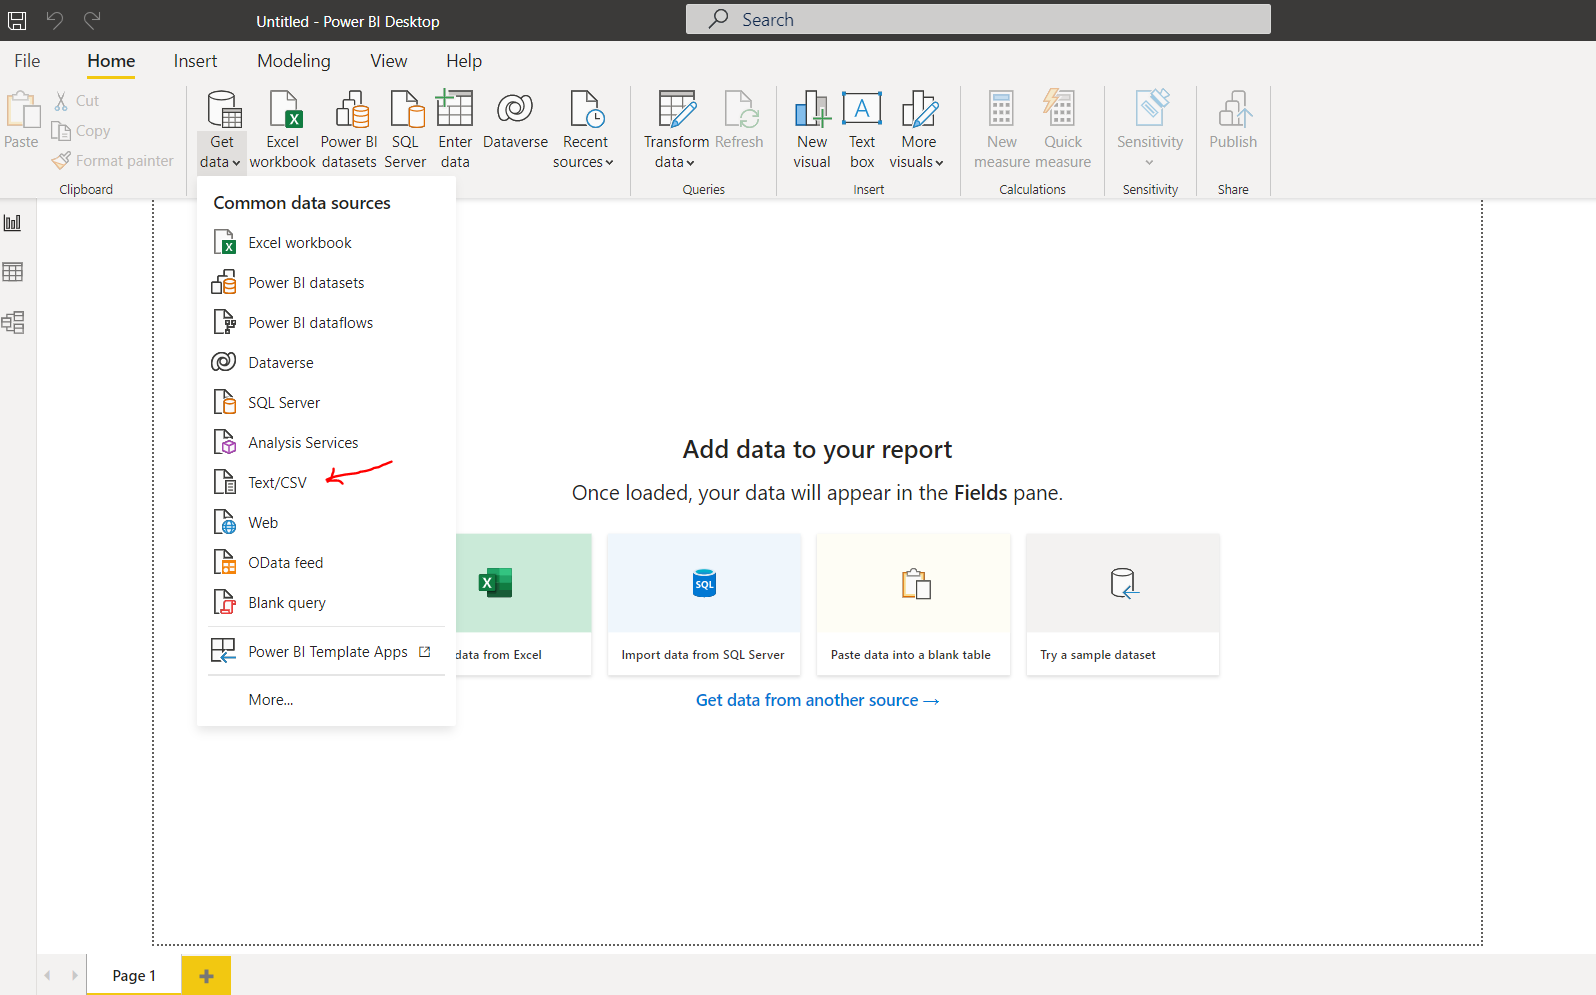 Untitled - Power BI Desktop
Search
File Home Insert Modeling View Help
Paste
Cut
Copy
Format painter
Clipboard
Get data
Excel workbook
Power BI datasets
SQL Server
Enter data
Dataverse
Recent sources
Transform data
Refresh
Queries
New visual
Text box
More visuals
Insert
New measure
Quick measure
Calculations
Sensitivity
Sensitivity
Publish
Share
Common data sources
Excel workbook
Power BI datasets
Power BI dataflows
Dataverse
SQL Server
Analysis Services
Text/CSV
Web
OData feed
Blank query
Power BI Template Apps
More...
Add data to your report
Once loaded, your data will appear in the Fields pane.
X
data from Excel
SQL
Import data from SQL Server
Paste data into a blank table
Try a sample dataset
Get data from another source →
Page 1